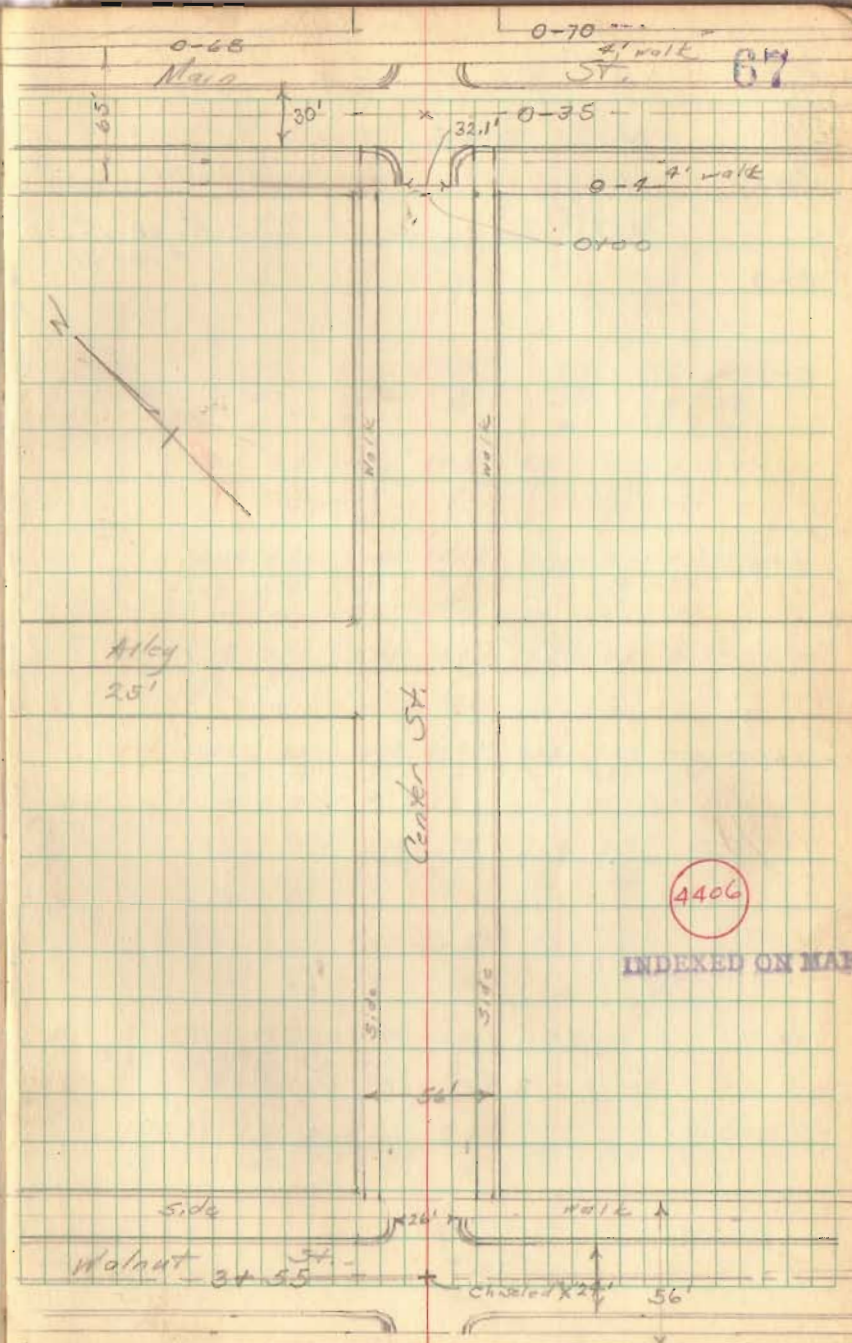 0-70
0-68
4' walk
Main St. 67
65'
30'
0-35
32.1'
0-4 4' walk
0+00
N
walk walk
Alley
25'
Center St.
4406
INDEXED ON MAP
Side Side
56'
Side walk
26'
Walnut St.
3+55
Chiseled X 24'
56'